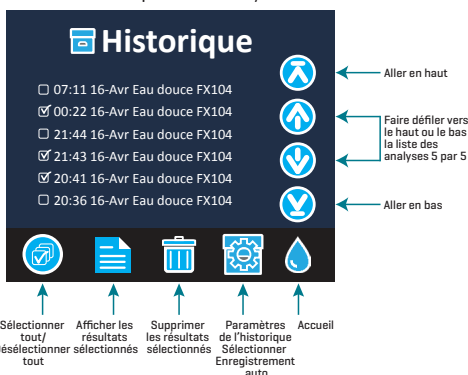 Historique
07:11 16-Avr Eau douce FX104
00:22 16-Avr Eau douce FX104
21:44 16-Avr Eau douce FX104
21:43 16-Avr Eau douce FX104
20:41 16-Avr Eau douce FX104
20:36 16-Avr Eau douce FX104
Aller en haut
Faire défiler vers
le haut ou le bas
la liste des
analyses 5 par 5
Aller en bas
Sélectionner
tout/
Désélectionner
tout
Afficher les
résultats
sélectionnés
Supprimer
les résultats
sélectionnés
Paramètres
de l'historique
Sélectionner
Enregistrement
auto
Accueil